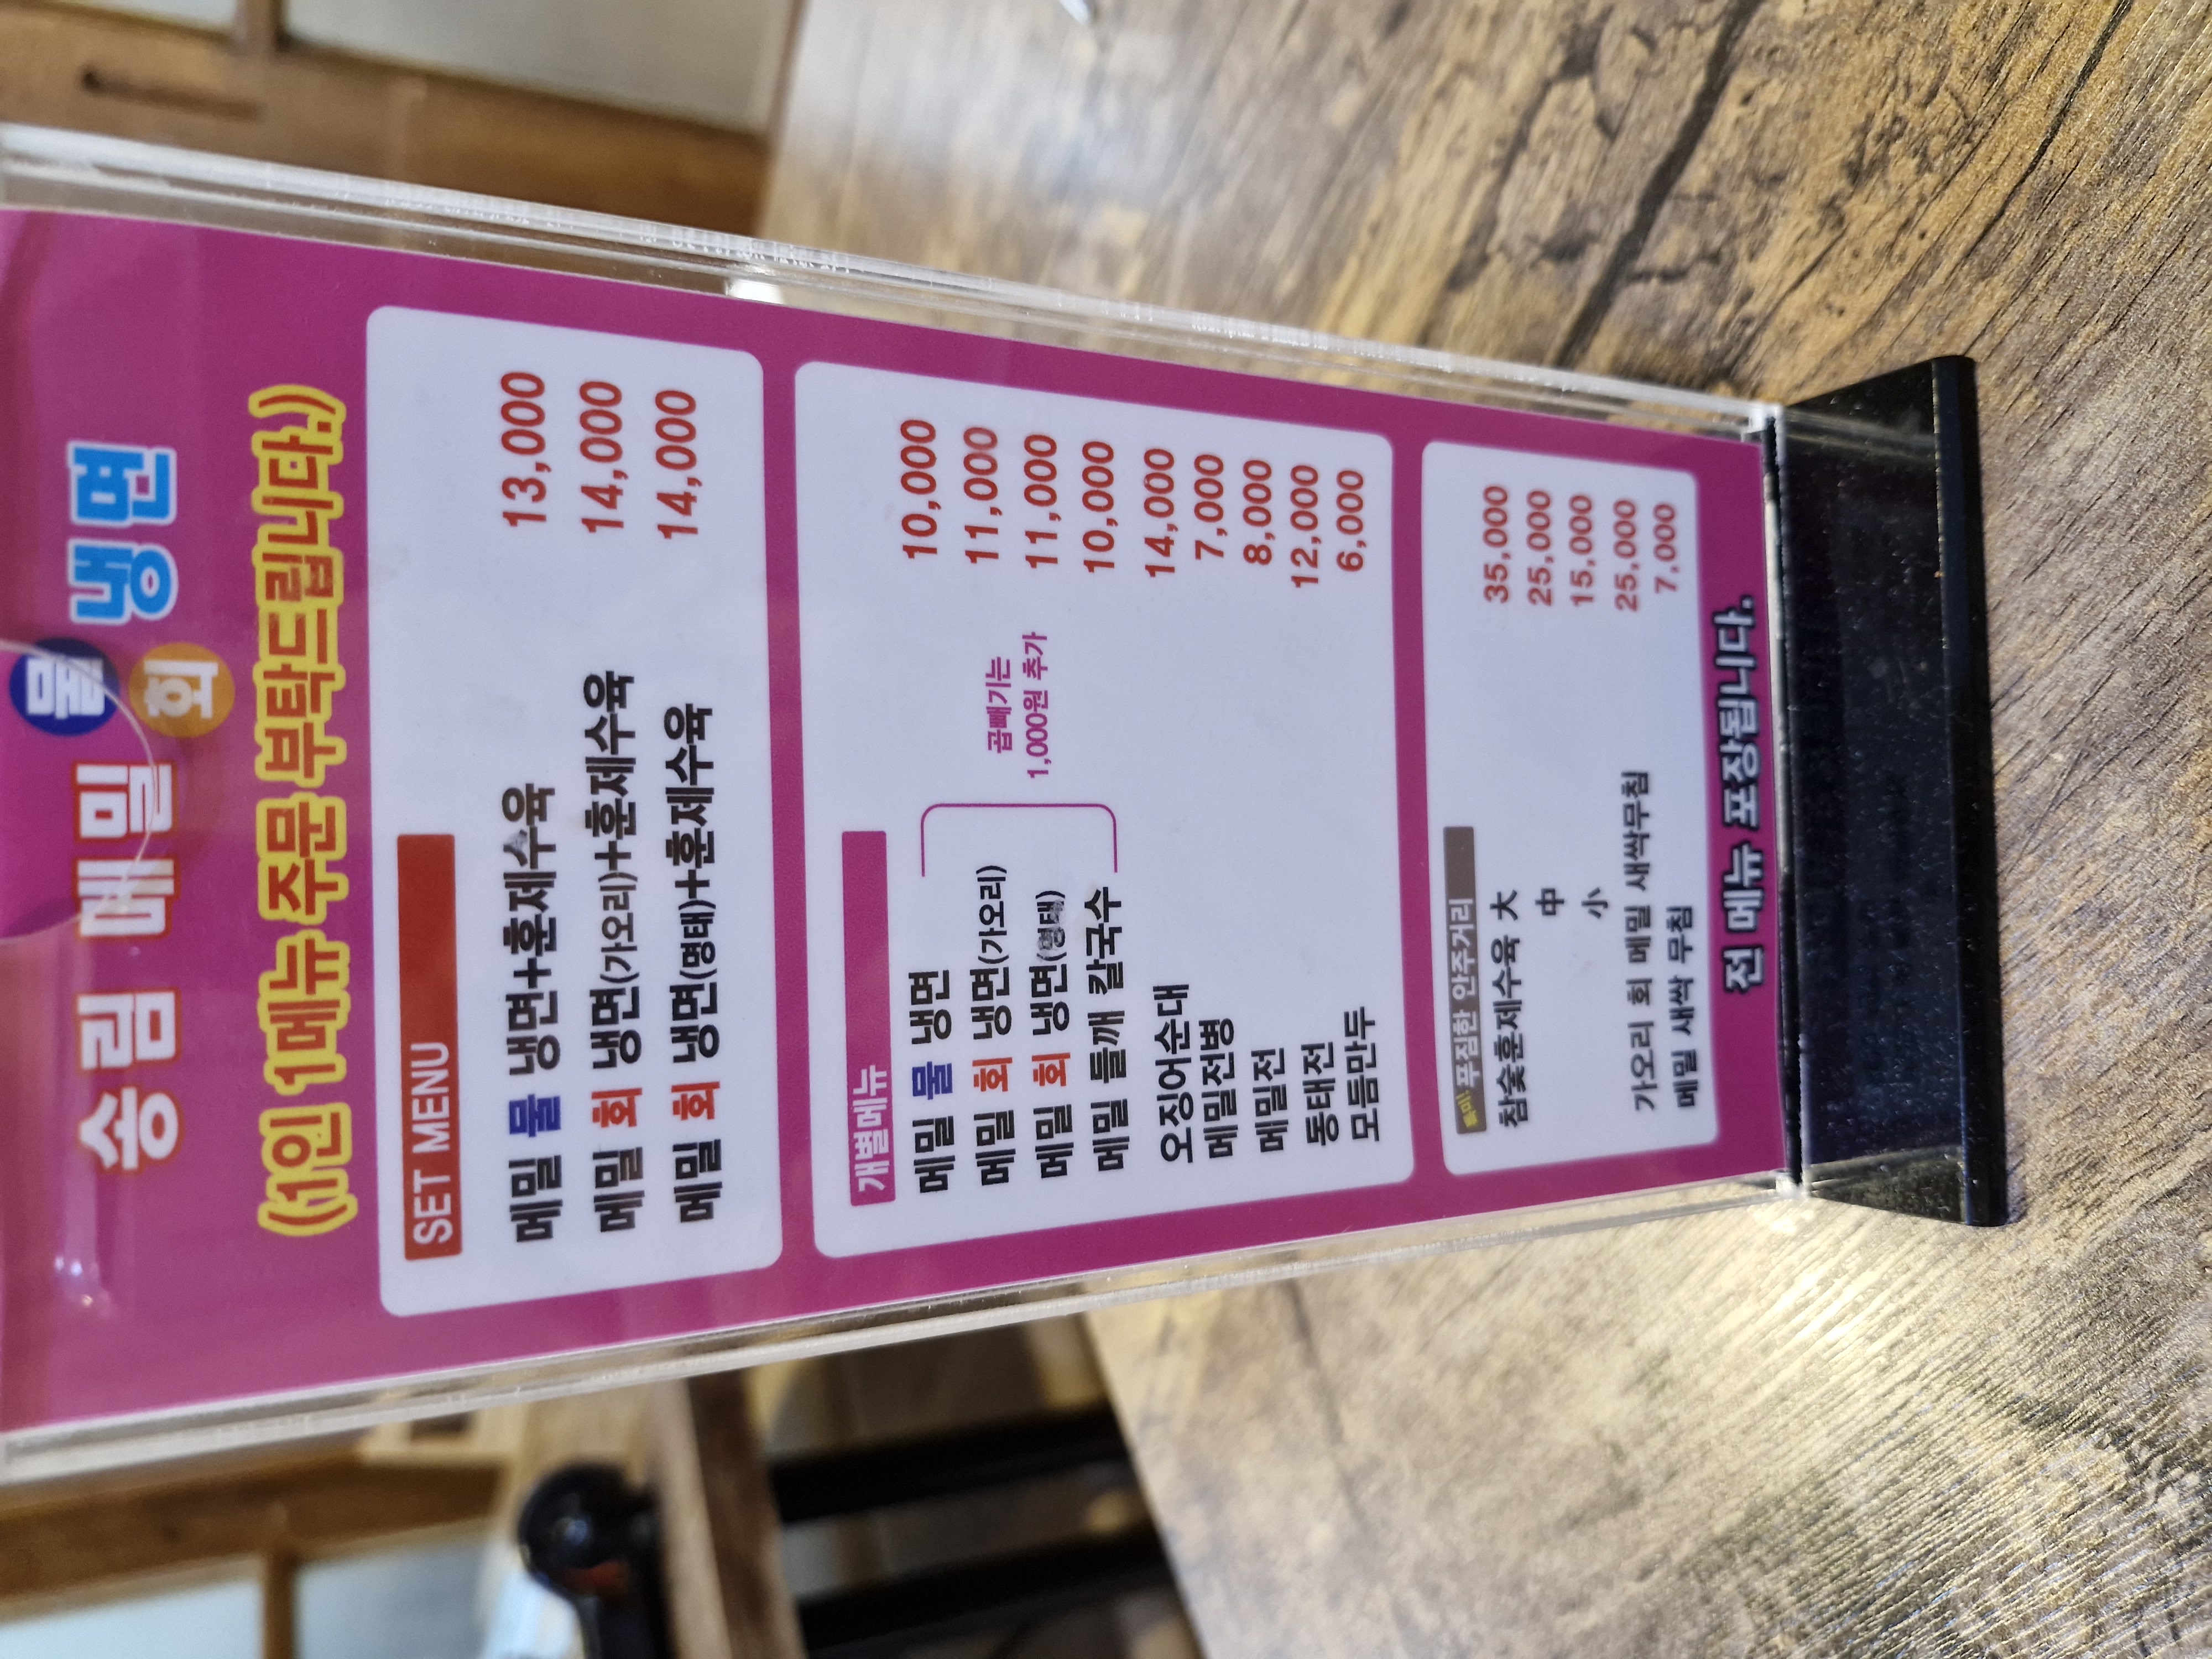 송림 메밀 물 회 냉면
(1인 1메뉴 주문 부탁드립니다.)
SET MENU
메밀 물 냉면+훈제수육 13,000
메밀 회 냉면(가오리)+훈제수육 14,000
메밀 회 냉면(명태)+훈제수육 14,000
개별메뉴
메밀 물 냉면 10,000
메밀 회 냉면(가오리) 11,000
메밀 회 냉면(명태) 11,000
메밀 들깨 칼국수 10,000
곱빼기는
1,000원 추가
오징어순대 14,000
메밀전병 7,000
메밀전 8,000
동태전 12,000
모듬만두 6,000
푸짐한 안주거리
참숯훈제수육 大 35,000
中 25,000
小 15,000
가오리 회 메밀 새싹무침 25,000
메밀 새싹 무침 7,000
전 메뉴 포장됩니다.